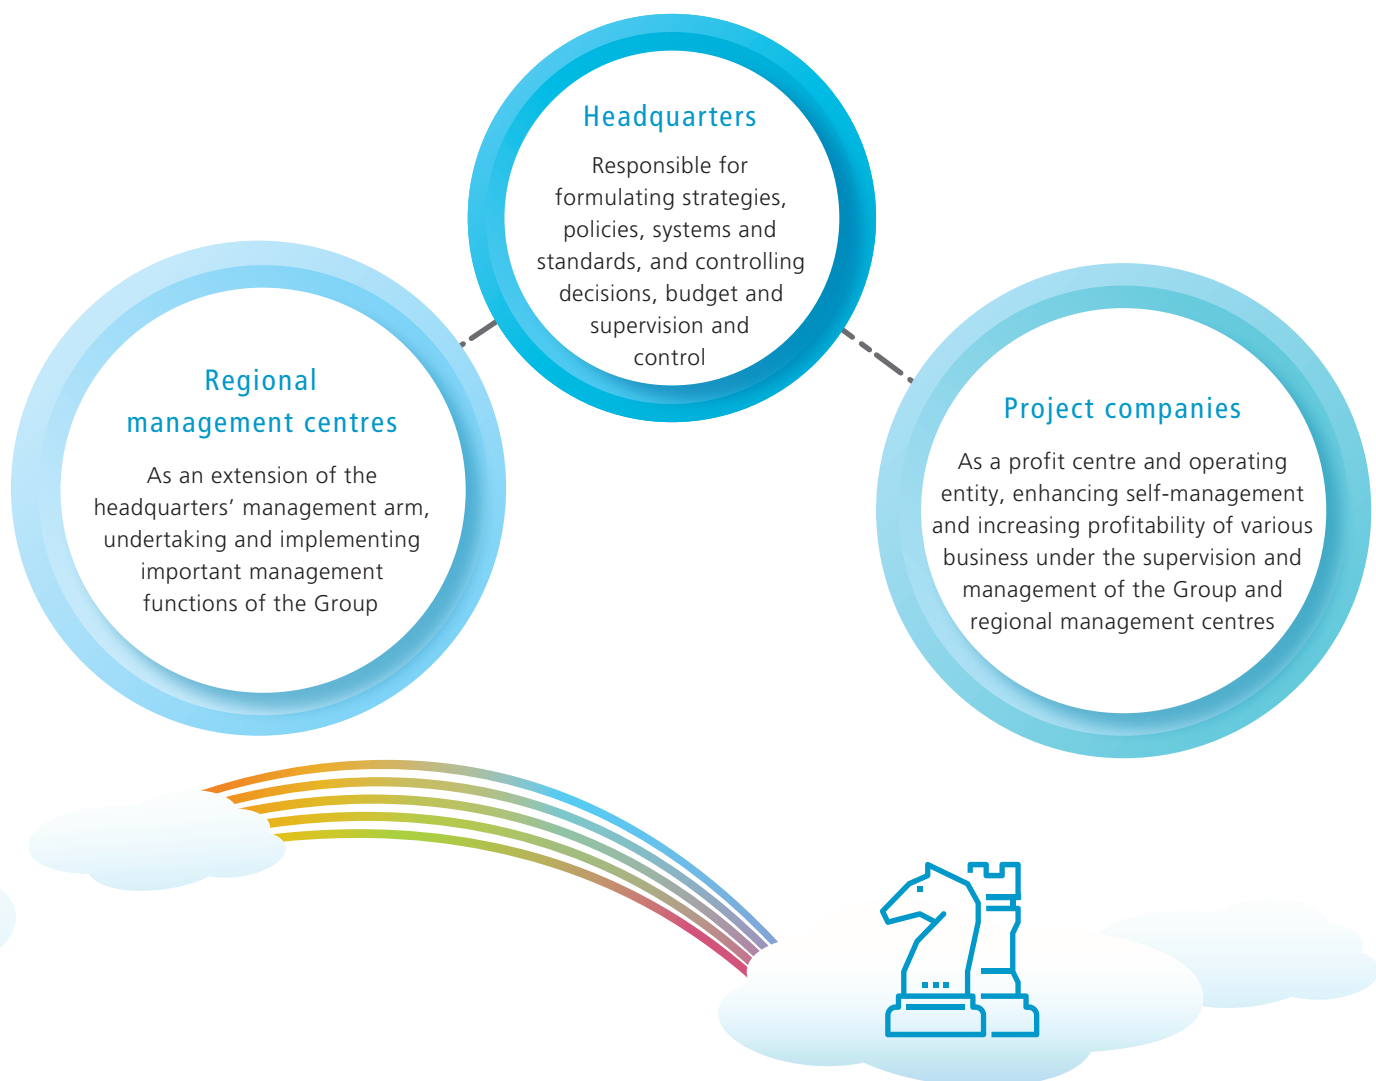 Headquarters
Responsible for
formulating strategies,
policies, systems and
standards, and controlling
decisions, budget and
supervision and
control
Regional
management centres
As an extension of the
headquarters’ management arm,
undertaking and implementing
important management
functions of the Group
Project companies
As a profit centre and operating
entity, enhancing self-management
and increasing profitability of various
business under the supervision and
management of the Group and
regional management centres